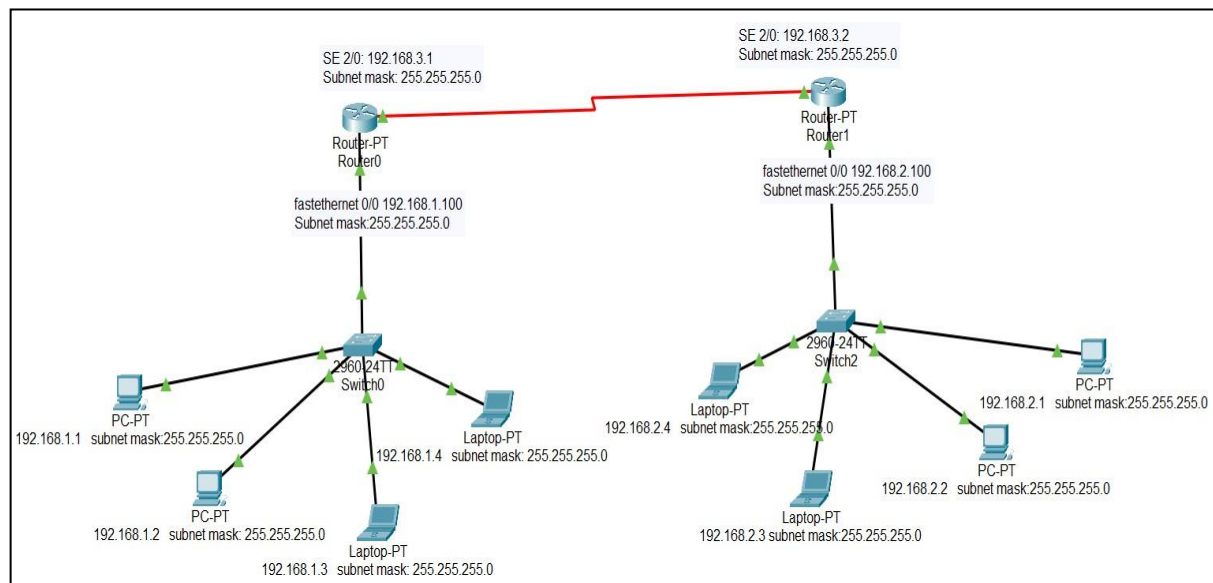 SE 2/0: 192.168.3.1
Subnet mask: 255.255.255.0
SE 2/0: 192.168.3.2
Subnet mask: 255.255.255.0
Router-PT
Router0
Router-PT
Router1
fastethernet 0/0 192.168.1.100
Subnet mask:255.255.255.0
fastethernet 0/0 192.168.2.100
Subnet mask:255.255.255.0
2960-24TT
Switch0
2960-24TT
Switch2
PC-PT
192.168.1.1 subnet mask:255.255.255.0
Laptop-PT
192.168.1.4 subnet mask: 255.255.255.0
PC-PT
192.168.1.2 subnet mask: 255.255.255.0
Laptop-PT
192.168.1.3 subnet mask: 255.255.255.0
Laptop-PT
192.168.2.4 subnet mask:255.255.255.0
PC-PT
192.168.2.1 subnet mask:255.255.255.0
PC-PT
192.168.2.2 subnet mask:255.255.255.0
Laptop-PT
192.168.2.3 subnet mask:255.255.255.0